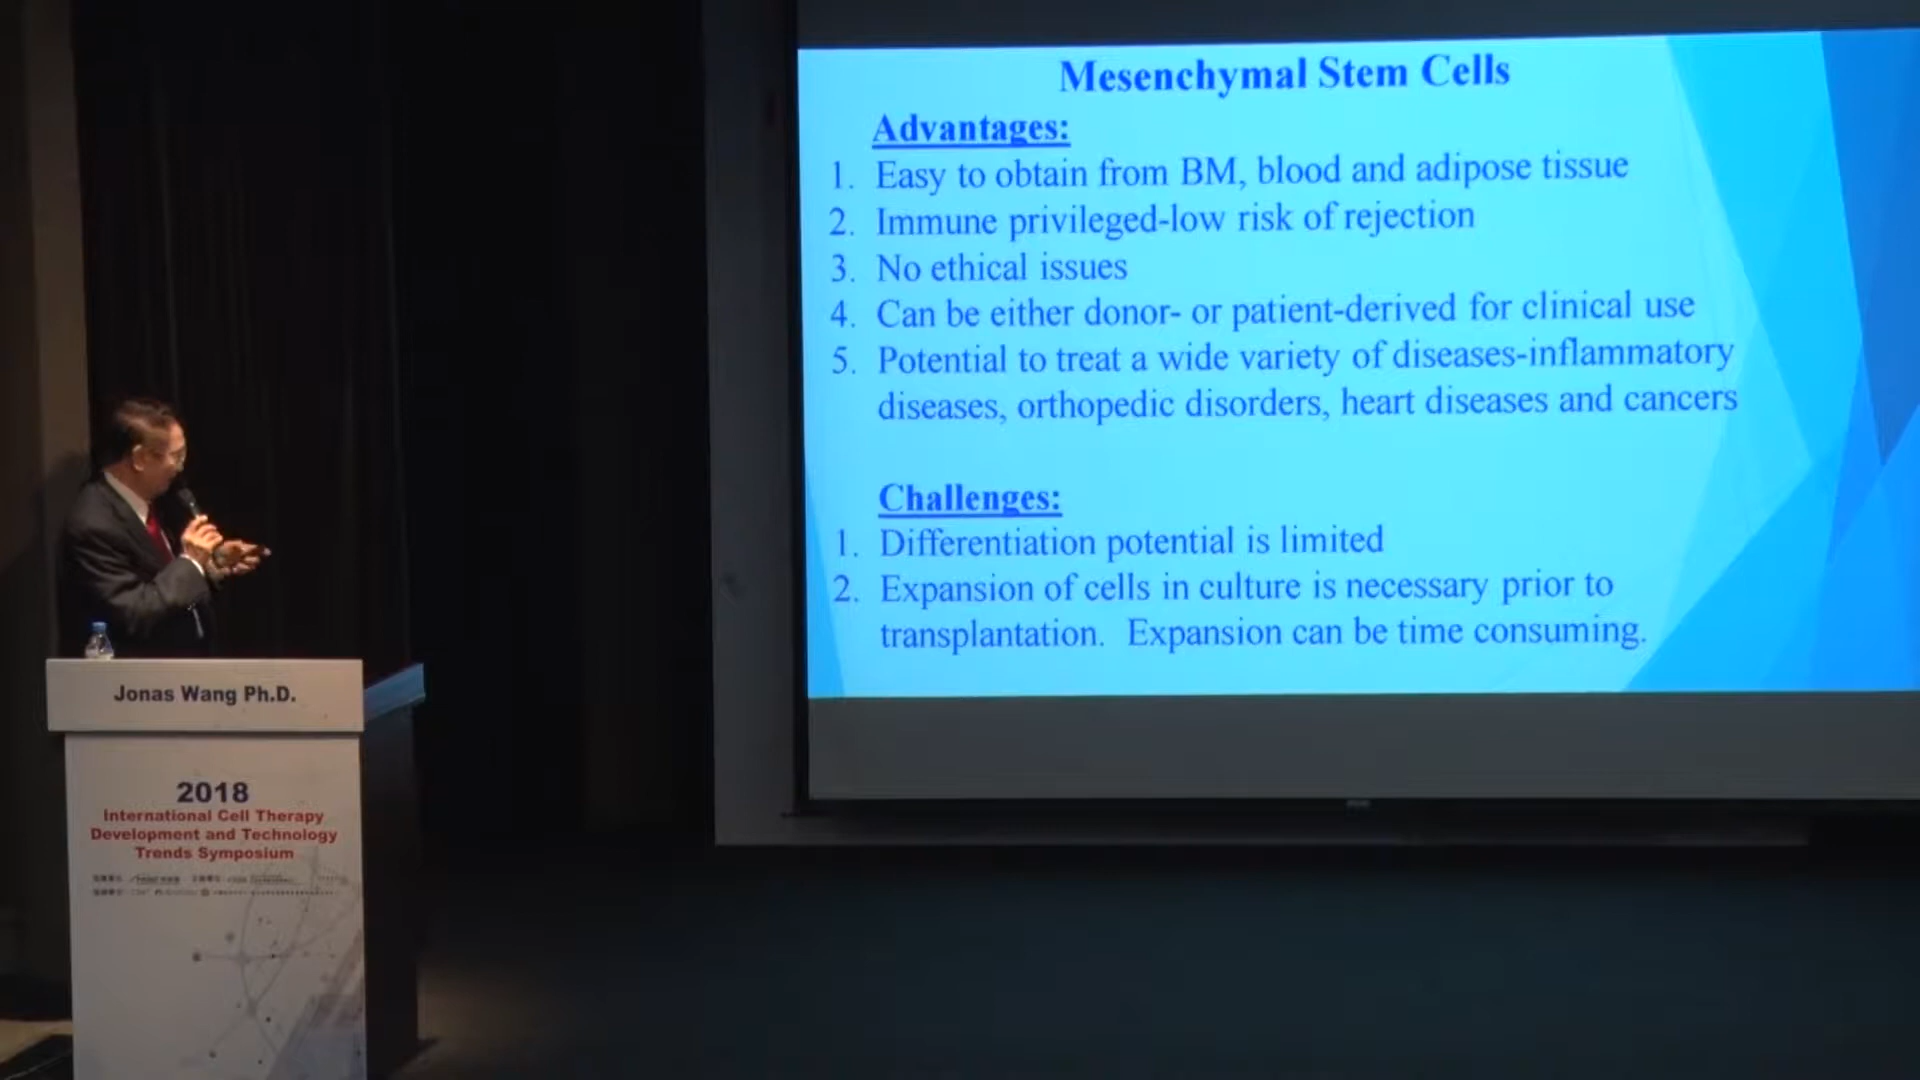 Mesenchymal Stem Cells
Advantages:
1. Easy to obtain from BM, blood and adipose tissue
2. Immune privileged-low risk of rejection
3. No ethical issues
4. Can be either donor- or patient-derived for clinical use
5. Potential to treat a wide variety of diseases-inflammatory
diseases, orthopedic disorders, heart diseases and cancers
Challenges:
1. Differentiation potential is limited
2. Expansion of cells in culture is necessary prior to
transplantation. Expansion can be time consuming.
Jonas Wang Ph.D.
2018
International Cell Therapy
Development and Technology
Trends Symposium